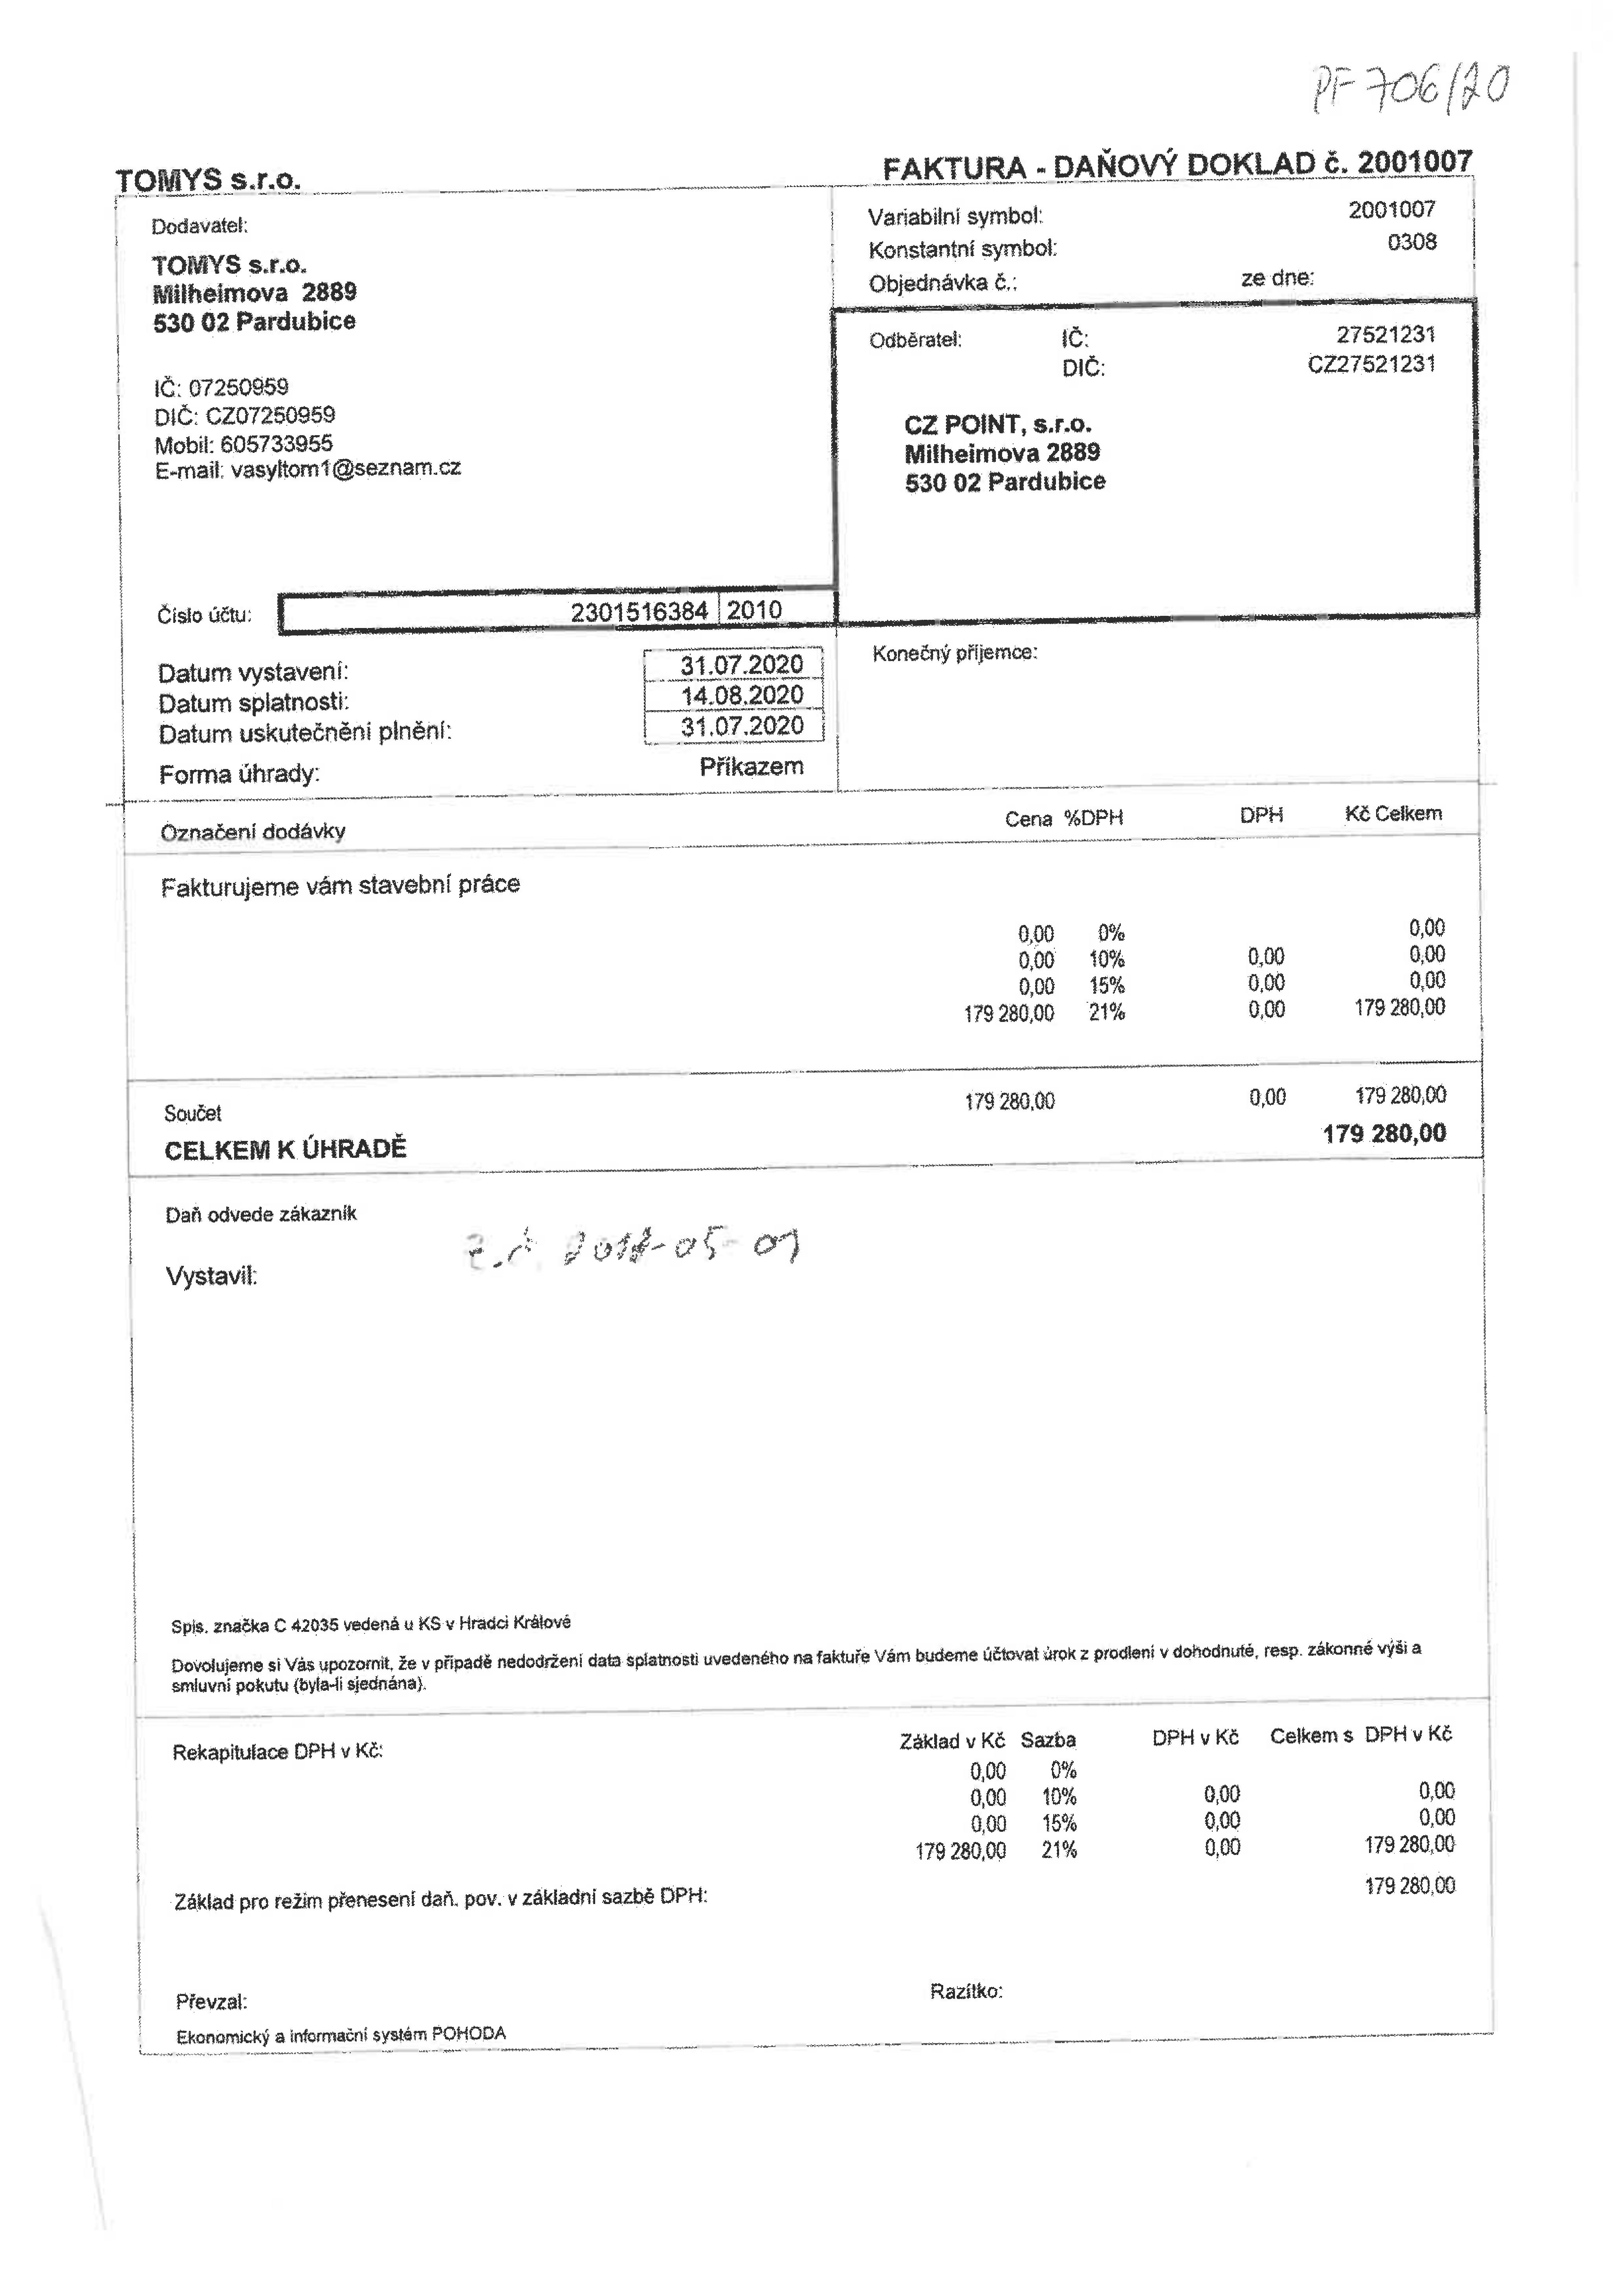 PF 706/20
TOMYS s.r.o.
FAKTURA - DAŇOVÝ DOKLAD č. 2001007
Dodavatel:
TOMYS s.r.o.
Milheimova 2889
530 02 Pardubice
IČ: 07250959
DIČ: CZ07250959
Mobil: 605733955
E-mail: vasyltom1@seznam.cz
Variabilní symbol: 2001007
Konstantní symbol: 0308
Objednávka č.: ze dne:
Odběratel: IČ: 27521231
DIČ: CZ27521231
CZ POINT, s.r.o.
Milheimova 2889
530 02 Pardubice
Číslo účtu: 2301516384 2010
Datum vystavení: 31.07.2020
Datum splatnosti: 14.08.2020
Datum uskutečnění plnění: 31.07.2020
Forma úhrady: Příkazem
Konečný příjemce:
Označení dodávky Cena %DPH DPH Kč Celkem
Fakturujeme vám stavební práce
0,00 0% 0,00
0,00 10% 0,00 0,00
0,00 15% 0,00 0,00
179 280,00 21% 0,00 179 280,00
Součet 179 280,00 0,00 179 280,00
CELKEM K ÚHRADĚ 179 280,00
Daň odvede zákazník
05-01
Vystavil:
Spis. značka C 42035 vedená u KS v Hradci Králové
Dovolujeme si Vás upozornit, že v případě nedodržení data splatnosti uvedeného na faktuře Vám budeme účtovat úrok z prodlení v dohodnuté, resp. zákonné výši a
smluvní pokutu (byla-li sjednána).
Rekapitulace DPH v Kč: Základ v Kč Sazba DPH v Kč Celkem s DPH v Kč
0,00 0%
0,00 10% 0,00 0,00
0,00 15% 0,00 0,00
179 280,00 21% 0,00 179 280,00
Základ pro režim přenesení daň. pov. v základní sazbě DPH: 179 280,00
Převzal: Razítko:
Ekonomický a informační systém POHODA